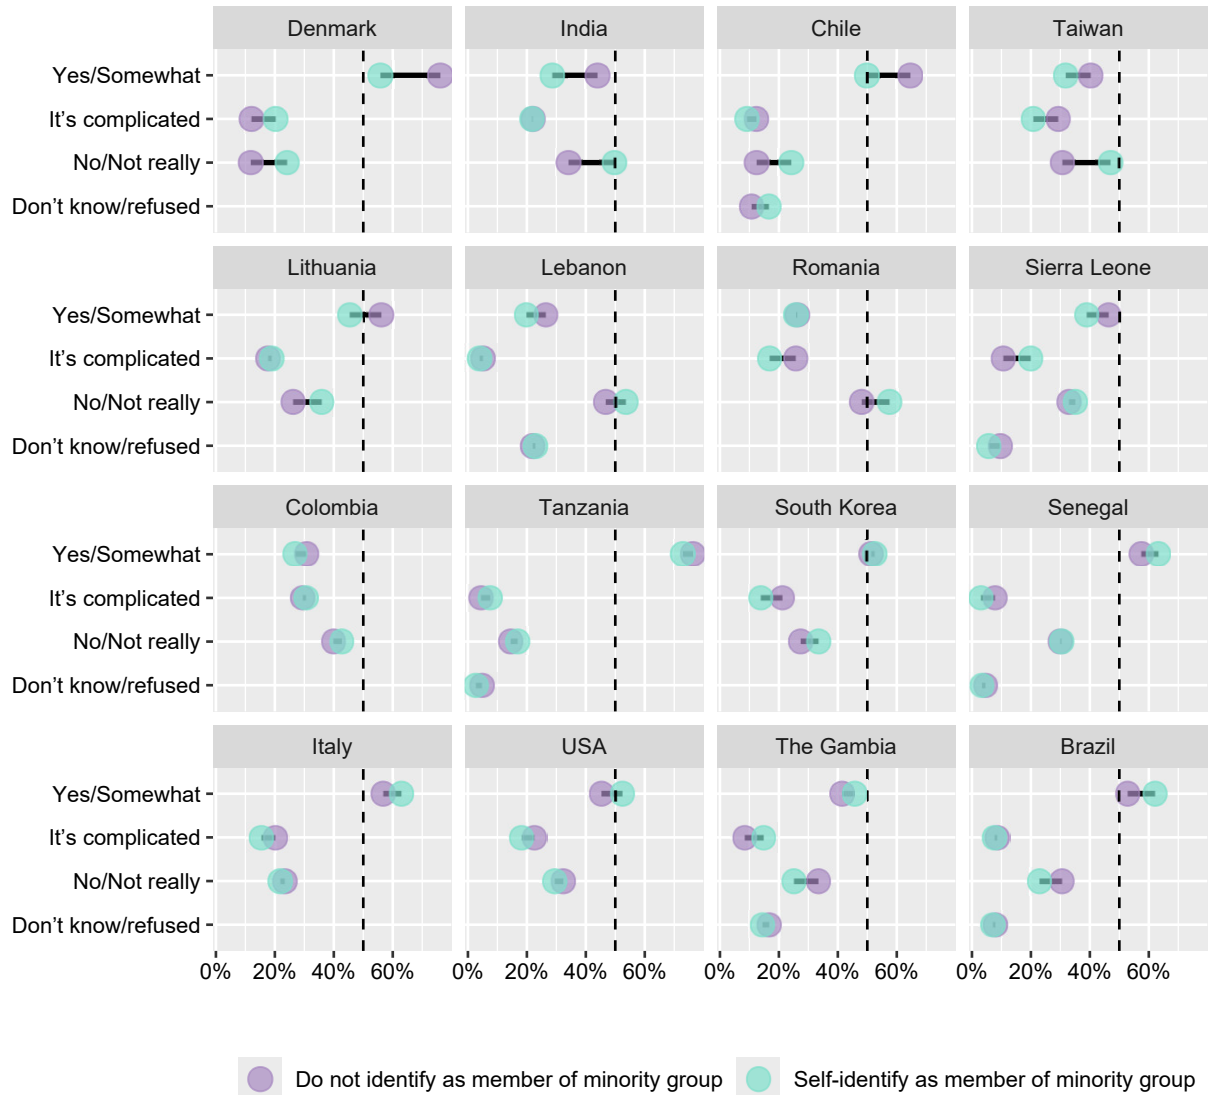 Denmark India Chile Taiwan
Yes/Somewhat
It’s complicated
No/Not really
Don’t know/refused
Lithuania Lebanon Romania Sierra Leone
Yes/Somewhat
It’s complicated
No/Not really
Don’t know/refused
Colombia Tanzania South Korea Senegal
Yes/Somewhat
It’s complicated
No/Not really
Don’t know/refused
Italy USA The Gambia Brazil
Yes/Somewhat
It’s complicated
No/Not really
Don’t know/refused
0% 20% 40% 60% 0% 20% 40% 60% 0% 20% 40% 60% 0% 20% 40% 60%
Do not identify as member of minority group Self-identify as member of minority group